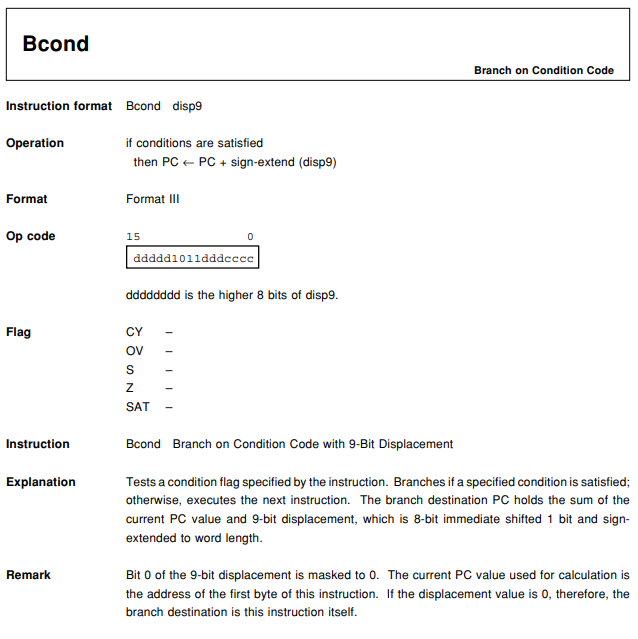 Bcond
Branch on Condition Code
Instruction format Bcond disp9
Operation if conditions are satisfied
then PC ← PC + sign-extend (disp9)
Format Format III
Op code 15 0
ddddd1011dddcccc
dddddddd is the higher 8 bits of disp9.
Flag CY –
OV –
S –
Z –
SAT –
Instruction Bcond Branch on Condition Code with 9-Bit Displacement
Explanation Tests a condition flag specified by the instruction. Branches if a specified condition is satisfied;
otherwise, executes the next instruction. The branch destination PC holds the sum of the
current PC value and 9-bit displacement, which is 8-bit immediate shifted 1 bit and sign-
extended to word length.
Remark Bit 0 of the 9-bit displacement is masked to 0. The current PC value used for calculation is
the address of the first byte of this instruction. If the displacement value is 0, therefore, the
branch destination is this instruction itself.